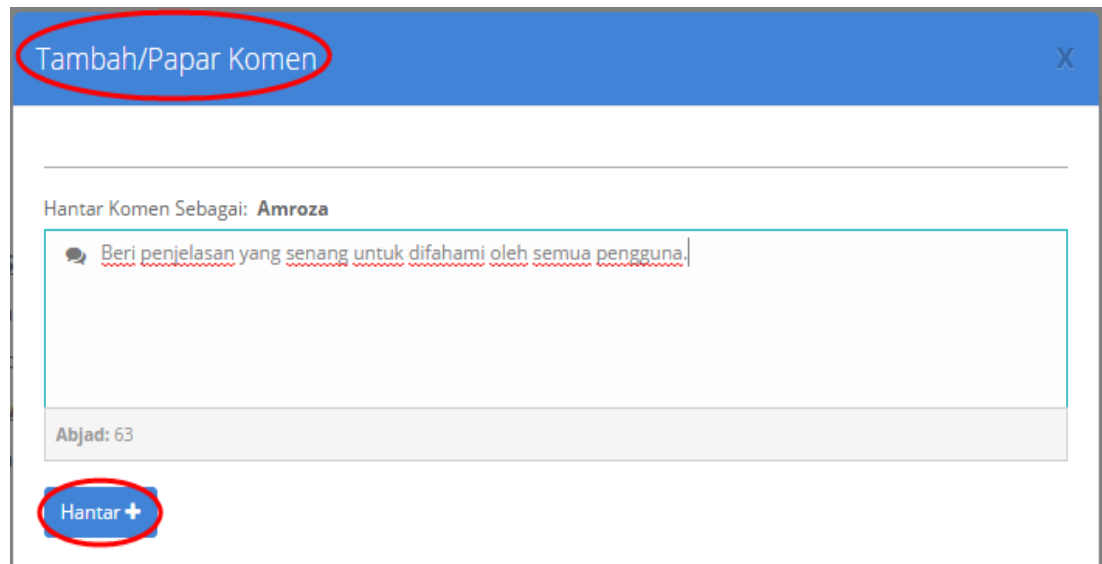 Tambah/Papar Komen
X
Hantar Komen Sebagai: Amroza
Beri penjelasan yang senang untuk difahami oleh semua pengguna.
Abjad: 63
Hantar +